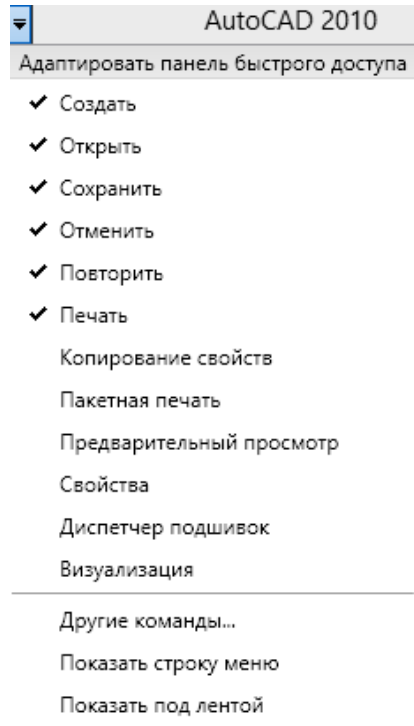 AutoCAD 2010
Адаптировать панель быстрого доступа
Создать
Открыть
Сохранить
Отменить
Повторить
Печать
Копирование свойств
Пакетная печать
Предварительный просмотр
Свойства
Диспетчер подшивок
Визуализация
Другие команды...
Показать строку меню
Показать под лентой